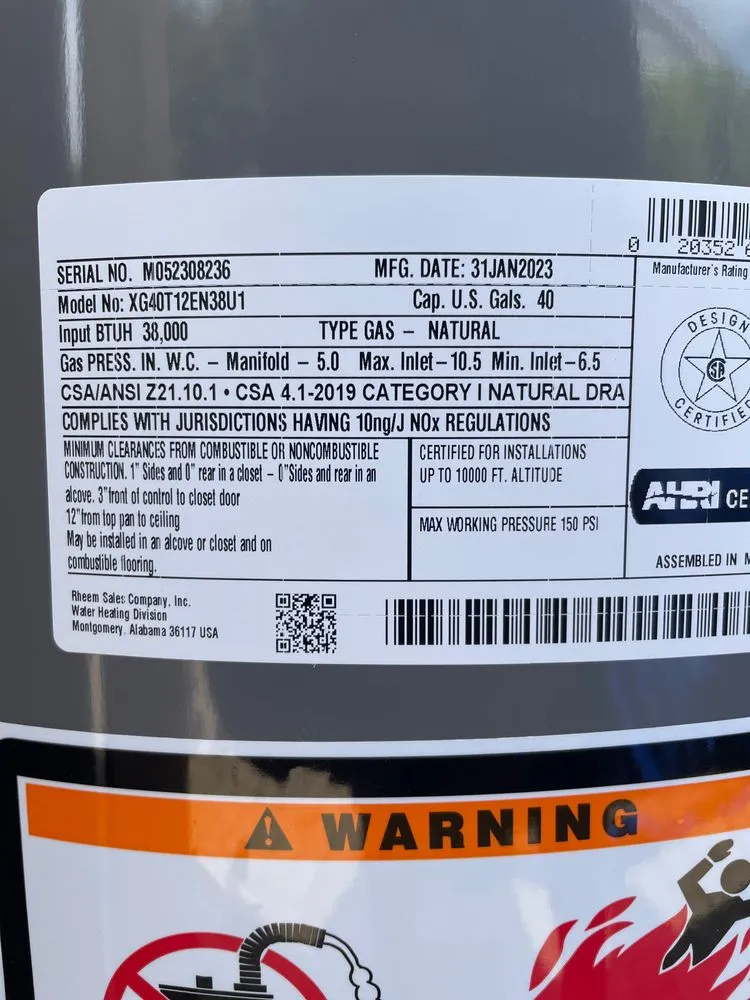 0 20352
SERIAL NO. M052308236 MFG. DATE: 31JAN2023
Manufacturer's Rating
Model No: XG40T12EN38U1 Cap. U.S. Gals. 40
Input BTUH 38,000 TYPE GAS – NATURAL
Gas PRESS. IN. W.C. – Manifold – 5.0 Max. Inlet–10.5 Min. Inlet–6.5
CSA/ANSI Z21.10.1 • CSA 4.1-2019 CATEGORY I NATURAL DRA
COMPLIES WITH JURISDICTIONS HAVING 10ng/J NOx REGULATIONS
MINIMUM CLEARANCES FROM COMBUSTIBLE OR NONCOMBUSTIBLE
CONSTRUCTION. 1" Sides and 0" rear in a closet – 0"Sides and rear in an
alcove. 3"front of control to closet door
12"from top pan to ceiling
May be installed in an alcove or closet and on
combustible flooring.
CERTIFIED FOR INSTALLATIONS
UP TO 10000 FT. ALTITUDE
MAX WORKING PRESSURE 150 PSI
DESIGN
CERTIFIE
AHRI CE
ASSEMBLED IN M
Rheem Sales Company, Inc.
Water Heating Division
Montgomery, Alabama 36117 USA
WARNING